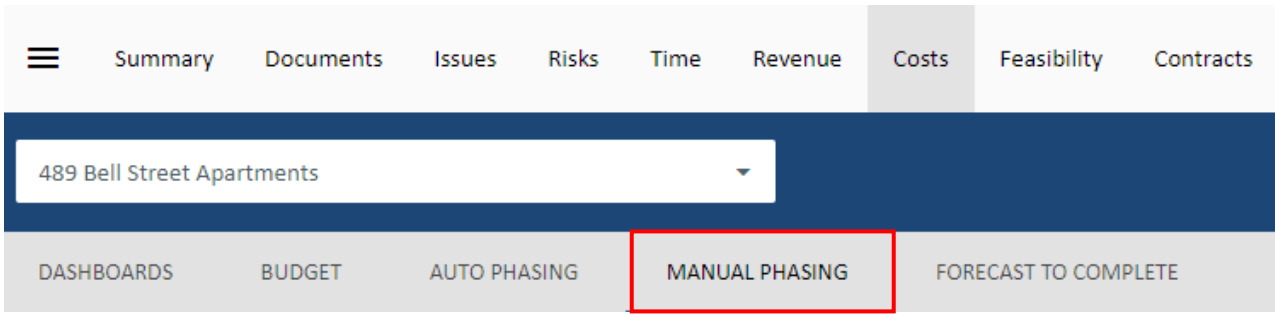 Summary Documents Issues Risks Time Revenue Costs Feasibility Contracts
489 Bell Street Apartments
DASHBOARDS BUDGET AUTO PHASING MANUAL PHASING FORECAST TO COMPLETE